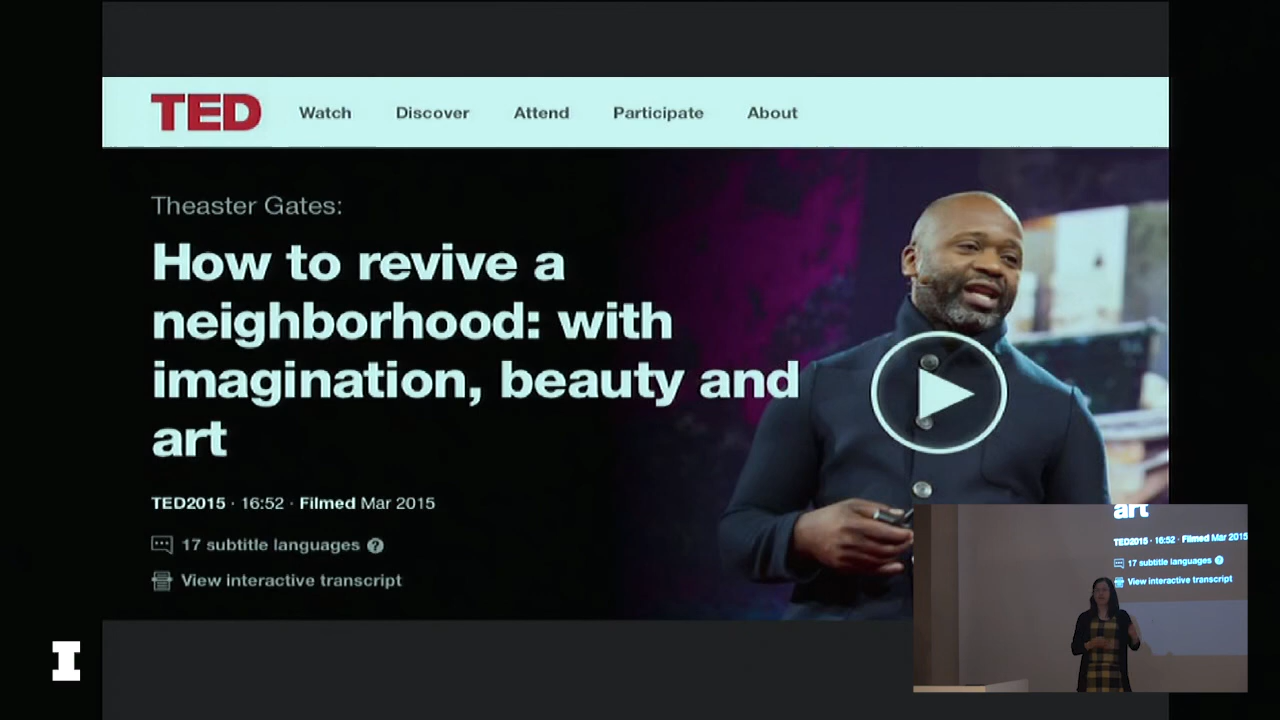 TED Watch Discover Attend Participate About
Theaster Gates:
How to revive a
neighborhood: with
imagination, beauty and
art
TED2015 · 16:52 · Filmed Mar 2015
17 subtitle languages ?
View interactive transcript
I
art
TED2015 · 16:52 · Filmed Mar 2015
17 subtitle languages ?
View interactive transcript